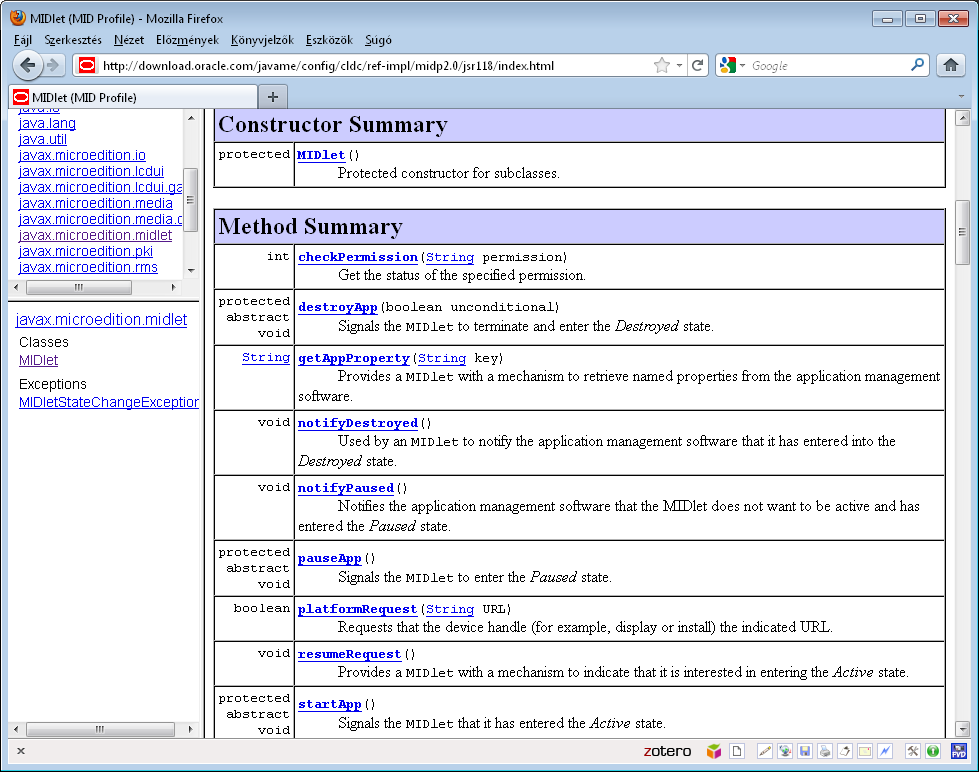 MIDlet (MID Profile) - Mozilla Firefox
Fájl Szerkesztés Nézet Előzmények Könyvjelzők Eszközök Súgó
http://download.oracle.com/javame/config/cldc/ref-impl/midp2.0/jsr118/index.html
Google
MIDlet (MID Profile)
java.io
java.lang
java.util
javax.microedition.io
javax.microedition.lcdui
javax.microedition.lcdui.ga
javax.microedition.media
javax.microedition.media.c
javax.microedition.midlet
javax.microedition.pki
javax.microedition.rms
javax.microedition.midlet
Classes
MIDlet
Exceptions
MIDletStateChangeException
Constructor Summary
protected MIDlet()
Protected constructor for subclasses.
Method Summary
int checkPermission(String permission)
Get the status of the specified permission.
protected abstract void destroyApp(boolean unconditional)
Signals the MIDlet to terminate and enter the Destroyed state.
String getAppProperty(String key)
Provides a MIDlet with a mechanism to retrieve named properties from the application management
software.
void notifyDestroyed()
Used by an MIDlet to notify the application management software that it has entered into the
Destroyed state.
void notifyPaused()
Notifies the application management software that the MIDlet does not want to be active and has
entered the Paused state.
protected abstract void pauseApp()
Signals the MIDlet to enter the Paused state.
boolean platformRequest(String URL)
Requests that the device handle (for example, display or install) the indicated URL.
void resumeRequest()
Provides a MIDlet with a mechanism to indicate that it is interested in entering the Active state.
protected abstract void startApp()
Signals the MIDlet that it has entered the Active state.
zotero
FVD